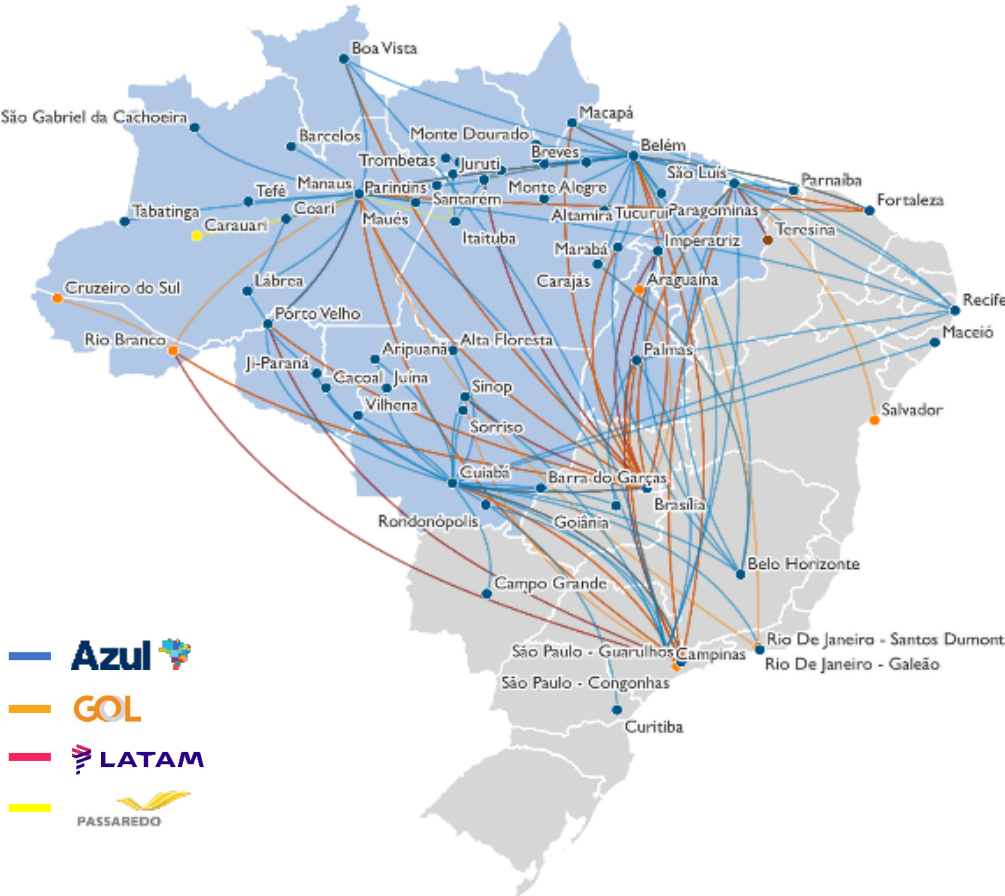 Boa Vista
São Gabriel da Cachoeira
Macapá
Barcelos
Monte Dourado
Belém
Breves
Trombetas
Juruti
São Luís
Parnaíba
Manaus
Parintins
Tefé
Monte Alegre
Santarém
Fortaleza
Coari
Tabatinga
Carauari
Maués
Altamira
Tucuruí
Paragominas
Teresina
Itaituba
Marabá
Imperatriz
Carajás
Araguaína
Lábrea
Cruzeiro do Sul
Recife
Porto Velho
Maceió
Rio Branco
Aripuanã
Alta Floresta
Palmas
Ji-Paraná
Cacoal
Juína
Sinop
Vilhena
Salvador
Sorriso
Cuiabá
Barra do Garças
Brasília
Rondonópolis
Goiânia
Belo Horizonte
Campo Grande
Rio De Janeiro - Santos Dumont
São Paulo - Guarulhos
Campinas
Rio De Janeiro - Galeão
São Paulo - Congonhas
Curitiba
Azul
GOL
LATAM
PASSAREDO